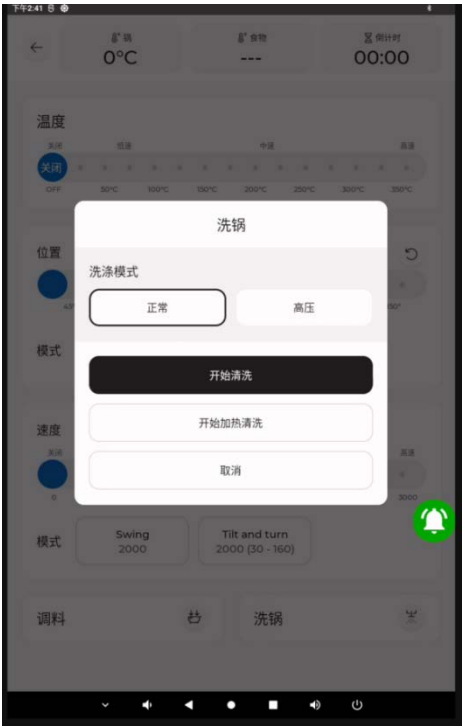 下午2:41
锅
食物
倒计时
0°C
---
00:00
温度
关闭
低温
中温
高温
关闭
OFF 50°C 100°C 150°C 200°C 250°C 300°C 350°C
洗锅
位置
洗涤模式
正常
高压
模式
开始清洗
开始加热清洗
速度
关闭
高速
取消
0
3000
模式
Swing
2000
Tilt and turn
2000 (30 - 160)
调料
洗锅